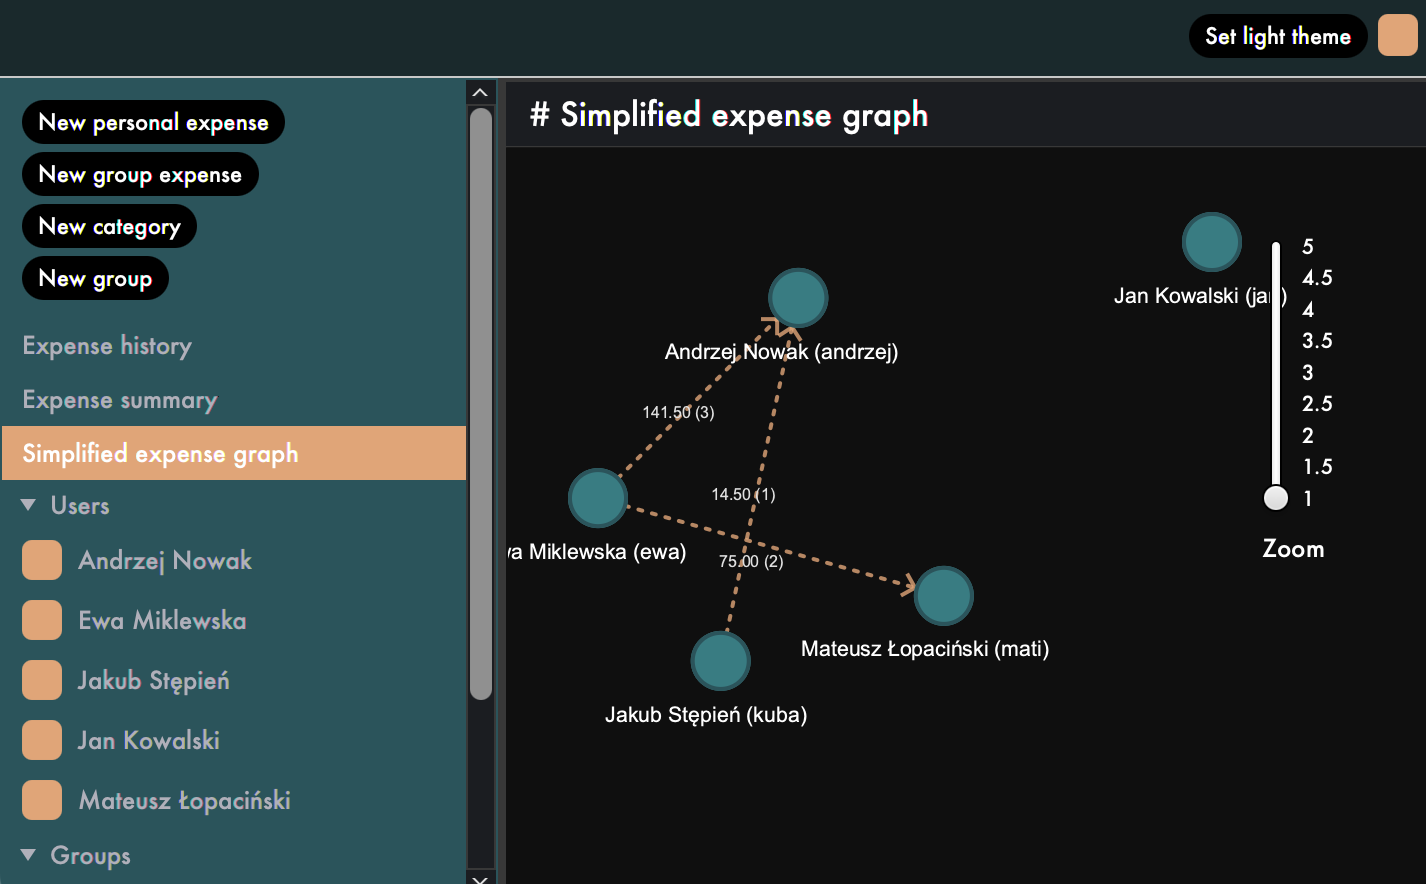 Set light theme
New personal expense
New group expense
New category
New group
Expense history
Expense summary
Simplified expense graph
Users
Andrzej Nowak
Ewa Miklewska
Jakub Stępień
Jan Kowalski
Mateusz Łopaciński
Groups
# Simplified expense graph
Jan Kowalski (jan)
Andrzej Nowak (andrzej)
141.50 (3)
14.50 (1)
wa Miklewska (ewa)
75.00 (2)
Mateusz Łopaciński (mati)
Jakub Stępień (kuba)
5
4.5
4
3.5
3
2.5
2
1.5
1
Zoom